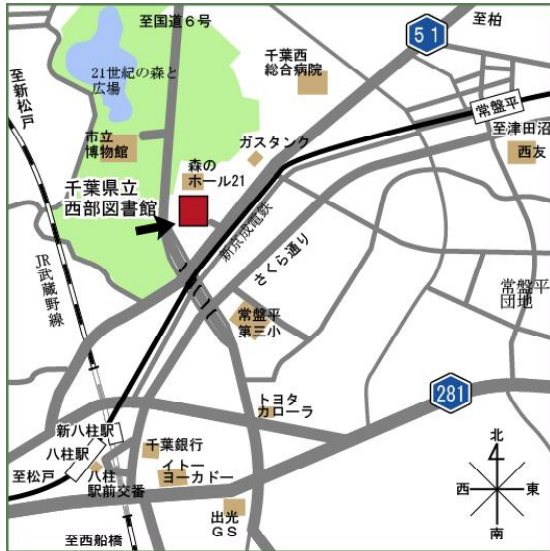 至国道６号
至柏
51
千葉西
総合病院
21世紀の森と
広場
至新松戸
常盤平
ガスタンク
至津田沼
市立
博物館
西友
森の
ホール21
千葉県立
西部図書館
新京成電鉄
さくら通り
JR武蔵野線
常盤平
団地
常盤平
第三小
281
トヨタ
カローラ
新八柱駅
八柱駅
千葉銀行
イトー
ヨーカドー
至松戸
八柱
駅前交番
出光
ＧＳ
至西船橋
北
西
東
南